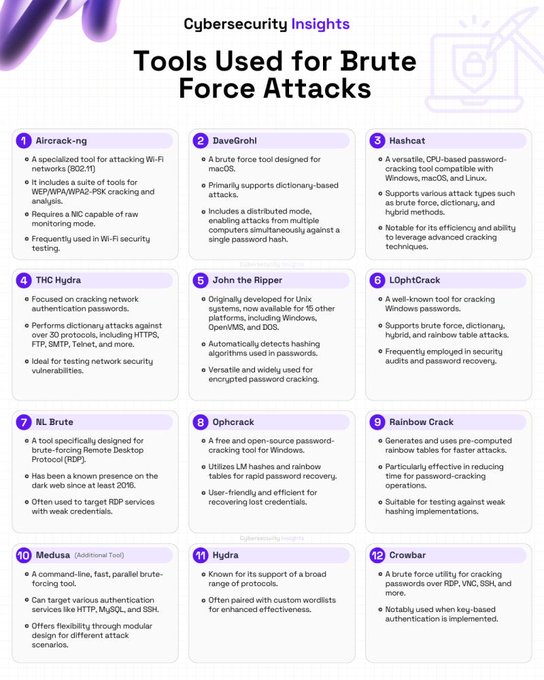 Cybersecurity Insights
Tools Used for Brute
Force Attacks
1 Aircrack-ng
A specialized tool for attacking Wi-Fi
networks (802.11)
It includes a suite of tools for
WEP/WPA/WPA2-PSK cracking and
analysis.
Requires a NIC capable of raw
monitoring mode.
Frequently used in Wi-Fi security
testing.
2 DaveGrohl
A brute force tool designed for
macOS.
Primarily supports dictionary-based
attacks.
Includes a distributed mode,
enabling attacks from multiple
computers simultaneously against a
single password hash.
3 Hashcat
A versatile, CPU-based password-
cracking tool compatible with
Windows, macOS, and Linux.
Supports various attack types such
as brute force, dictionary, and
hybrid methods.
Notable for its efficiency and ability
to leverage advanced cracking
techniques.
Cybersecurity Insights
4 THC Hydra
Focused on cracking network
authentication passwords.
Performs dictionary attacks against
over 30 protocols, including HTTPS,
FTP, SMTP, Telnet, and more.
Ideal for testing network security
vulnerabilities.
5 John the Ripper
Originally developed for Unix
systems, now available for 15 other
platforms, including Windows,
OpenVMS, and DOS.
Automatically detects hashing
algorithms used in passwords.
Versatile and widely used for
encrypted password cracking.
6 L0phtCrack
A well-known tool for cracking
Windows passwords.
Supports brute force, dictionary,
hybrid, and rainbow table attacks.
Frequently employed in security
audits and password recovery.
7 NL Brute
A tool specifically designed for
brute-forcing Remote Desktop
Protocol (RDP).
Has been a known presence on the
dark web since at least 2016.
Often used to target RDP services
with weak credentials.
8 Ophcrack
A free and open-source password-
cracking tool for Windows.
Utilizes LM hashes and rainbow
tables for rapid password recovery.
User-friendly and efficient for
recovering lost credentials.
9 Rainbow Crack
Generates and uses pre-computed
rainbow tables for faster attacks.
Particularly effective in reducing
time for password-cracking
operations.
Suitable for testing against weak
hashing implementations.
Cybersecurity Insights
10 Medusa (Additional Tool)
A command-line, fast, parallel brute-
forcing tool.
Can target various authentication
services like HTTP, MySQL, and SSH.
Offers flexibility through modular
design for different attack
scenarios.
11 Hydra
Known for its support of a broad
range of protocols.
Often paired with custom wordlists
for enhanced effectiveness.
12 Crowbar
A brute force utility for cracking
passwords over RDP, VNC, SSH, and
more.
Notably used when key-based
authentication is implemented.